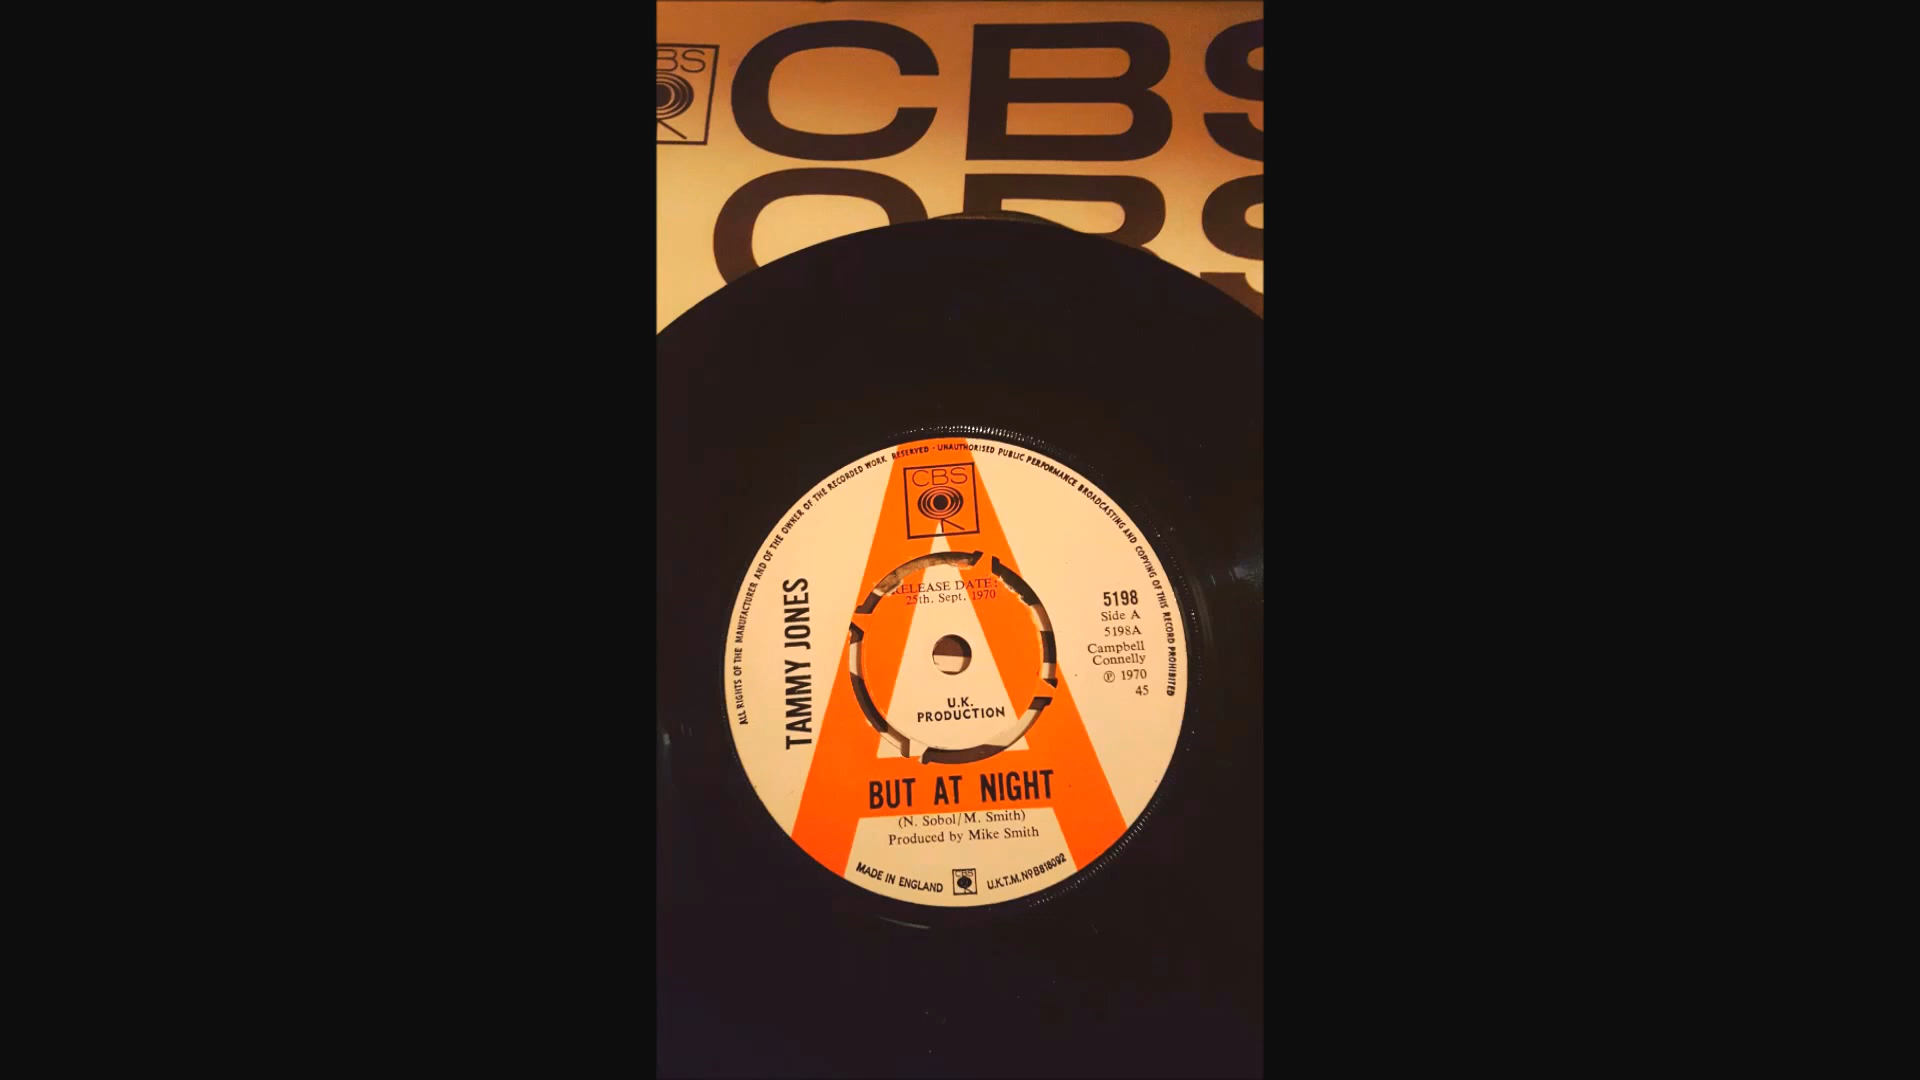 BS
CBS
CBS
ALL RIGHTS OF THE MANUFACTURER AND OF THE OWNER OF THE RECORDED WORK RESERVED · UNAUTHORISED PUBLIC PERFORMANCE BROADCASTING AND COPYING OF THIS RECORD PROHIBITED
CBS
TAMMY JONES
RELEASE DATE:
25th. Sept. 1970
5198
Side A
5198A
Campbell
Connelly
℗ 1970
45
U.K.
PRODUCTION
BUT AT NIGHT
(N. Sobol/M. Smith)
Produced by Mike Smith
MADE IN ENGLAND
CBS
U.K.T.M. Nº B818092